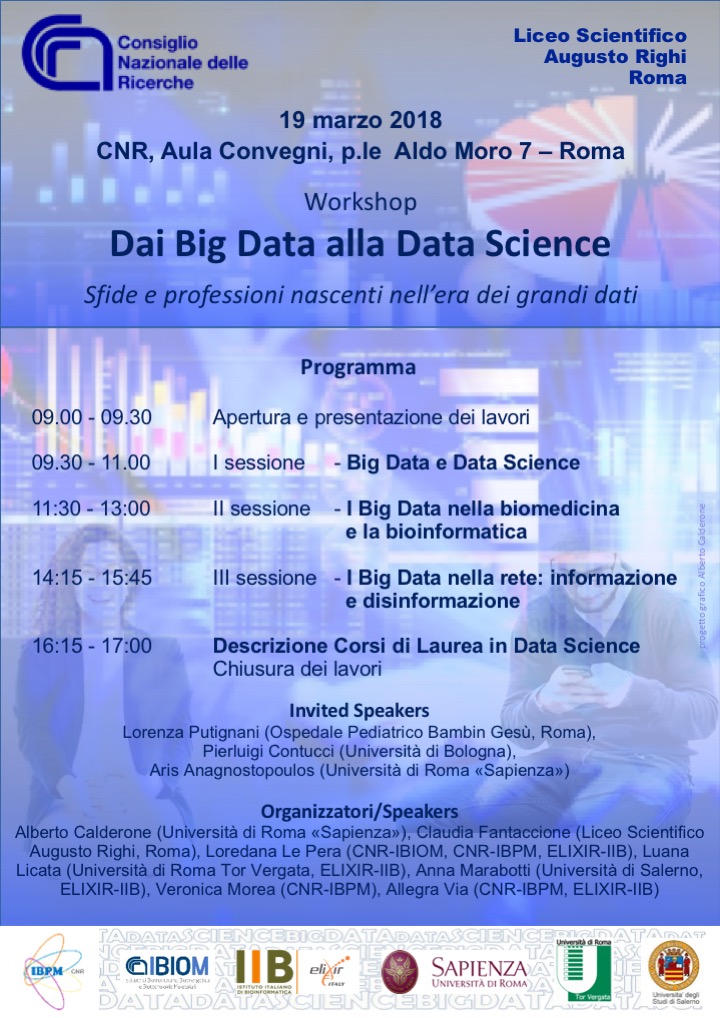 Consiglio
Nazionale delle
Ricerche
Liceo Scientifico
Augusto Righi
Roma
19 marzo 2018
CNR, Aula Convegni, p.le Aldo Moro 7 – Roma
Workshop
Dai Big Data alla Data Science
Sfide e professioni nascenti nell'era dei grandi dati
Programma
09.00 - 09.30 Apertura e presentazione dei lavori
09.30 - 11.00 I sessione - Big Data e Data Science
11:30 - 13:00 II sessione - I Big Data nella biomedicina
e la bioinformatica
14:15 - 15:45 III sessione - I Big Data nella rete: informazione
e disinformazione
16:15 - 17:00 Descrizione Corsi di Laurea in Data Science
Chiusura dei lavori
progetto grafico Alberto Calderone
Invited Speakers
Lorenza Putignani (Ospedale Pediatrico Bambin Gesù, Roma),
Pierluigi Contucci (Università di Bologna),
Aris Anagnostopoulos (Università di Roma «Sapienza»)
Organizzatori/Speakers
Alberto Calderone (Università di Roma «Sapienza»), Claudia Fantaccione (Liceo Scientifico
Augusto Righi, Roma), Loredana Le Pera (CNR-IBIOM, CNR-IBPM, ELIXIR-IIB), Luana
Licata (Università di Roma Tor Vergata, ELIXIR-IIB), Anna Marabotti (Università di Salerno,
ELIXIR-IIB), Veronica Morea (CNR-IBPM), Allegra Via (CNR-IBPM, ELIXIR-IIB)
IBPM CNR
IBIOM
IIB
ISTITUTO ITALIANO
DI BIOINFORMATICA
elixir
ITALY
SAPIENZA
UNIVERSITÀ DI ROMA
Università di Roma
Tor Vergata
Universita' degli
Studi di Salerno